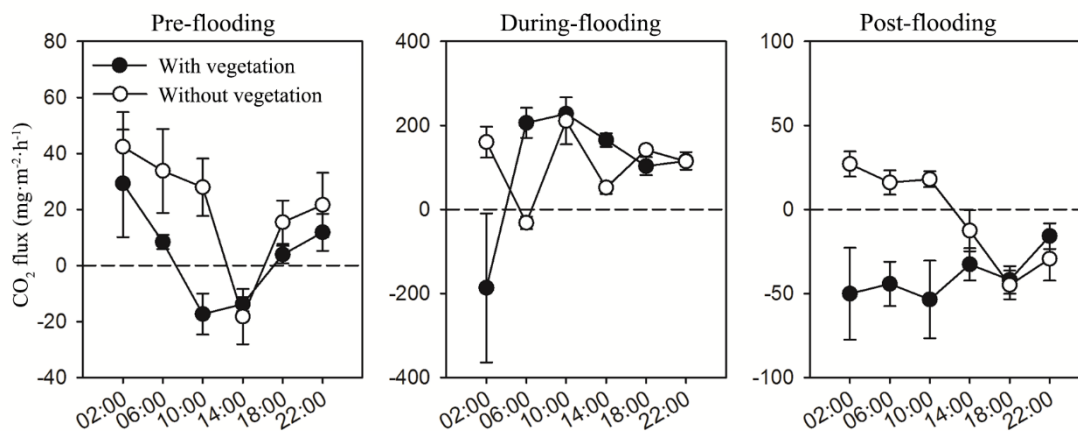 Pre-flooding During-flooding Post-flooding
80 400 100
With vegetation
60
Without vegetation
200 50
40
20
0 0 0
0
-20 -200 -50
-40 -400 -100
CO₂ flux (mg·m⁻²·h⁻¹)
02:00 06:00 10:00 14:00 18:00 22:00 02:00 06:00 10:00 14:00 18:00 22:00 02:00 06:00 10:00 14:00 18:00 22:00